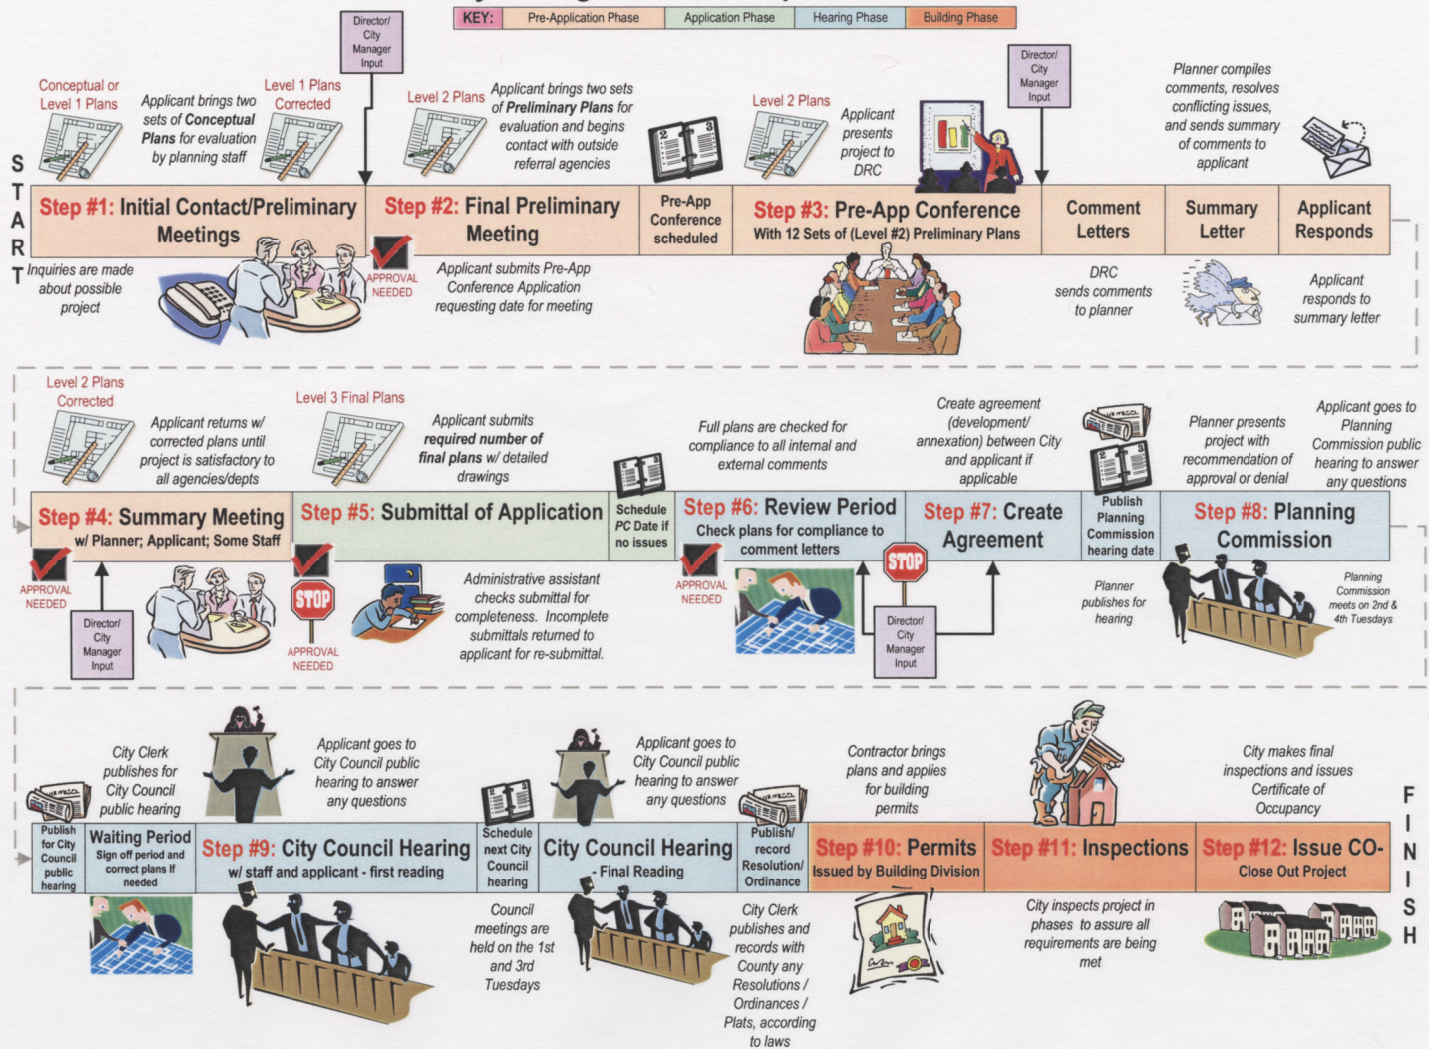 KEY:
Pre-Application Phase
Application Phase
Hearing Phase
Building Phase
Director/
City
Manager
Input
Director/
City
Manager
Input
Conceptual or
Level 1 Plans
Applicant brings two
sets of Conceptual
Plans for evaluation
by planning staff
Level 1 Plans
Corrected
Level 2 Plans
Applicant brings two sets
of Preliminary Plans for
evaluation and begins
contact with outside
referral agencies
2 3
Level 2 Plans
Applicant
presents
project to
DRC
Planner compiles
comments, resolves
conflicting issues,
and sends summary
of comments to
applicant
START
Step #1: Initial Contact/Preliminary
Meetings
Step #2: Final Preliminary
Meeting
Pre-App
Conference
scheduled
Step #3: Pre-App Conference
With 12 Sets of (Level #2) Preliminary Plans
Comment
Letters
Summary
Letter
Applicant
Responds
Inquiries are made
about possible
project
APPROVAL
NEEDED
Applicant submits Pre-App
Conference Application
requesting date for meeting
DRC
sends comments
to planner
Applicant
responds to
summary letter
Level 2 Plans
Corrected
Applicant returns w/
corrected plans until
project is satisfactory to
all agencies/depts
Level 3 Final Plans
Applicant submits
required number of
final plans w/ detailed
drawings
2 3
Full plans are checked for
compliance to all internal and
external comments
Create agreement
(development/
annexation) between City
and applicant if
applicable
2 3
Planner presents
project with
recommendation of
approval or denial
Applicant goes to
Planning
Commission public
hearing to answer
any questions
Step #4: Summary Meeting
w/ Planner; Applicant; Some Staff
Step #5: Submittal of Application
Schedule
PC Date if
no issues
Step #6: Review Period
Check plans for compliance to
comment letters
Step #7: Create
Agreement
Publish
Planning
Commission
hearing date
Step #8: Planning
Commission
APPROVAL
NEEDED
Director/
City
Manager
Input
STOP
APPROVAL
NEEDED
Administrative assistant
checks submittal for
completeness. Incomplete
submittals returned to
applicant for re-submittal.
APPROVAL
NEEDED
STOP
Director/
City
Manager
Input
Planner
publishes for
hearing
Planning
Commission
meets on 2nd &
4th Tuesdays
City Clerk
publishes for
City Council
public hearing
Applicant goes to
City Council public
hearing to answer
any questions
2 3
Applicant goes to
City Council public
hearing to answer
any questions
Contractor brings
plans and applies
for building
permits
City makes final
inspections and issues
Certificate of
Occupancy
Publish
for City
Council
public
hearing
Waiting Period
Sign off period and
correct plans If
needed
Step #9: City Council Hearing
w/ staff and applicant - first reading
Schedule
next City
Council
hearing
City Council Hearing
- Final Reading
Publish/
record
Resolution/
Ordinance
Step #10: Permits
Issued by Building Division
Step #11: Inspections
Step #12: Issue CO-
Close Out Project
FINISH
Council
meetings are
held on the 1st
and 3rd
Tuesdays
City Clerk
publishes and
records with
County any
Resolutions /
Ordinances /
Plats, according
to laws
City inspects project in
phases to assure all
requirements are being
met